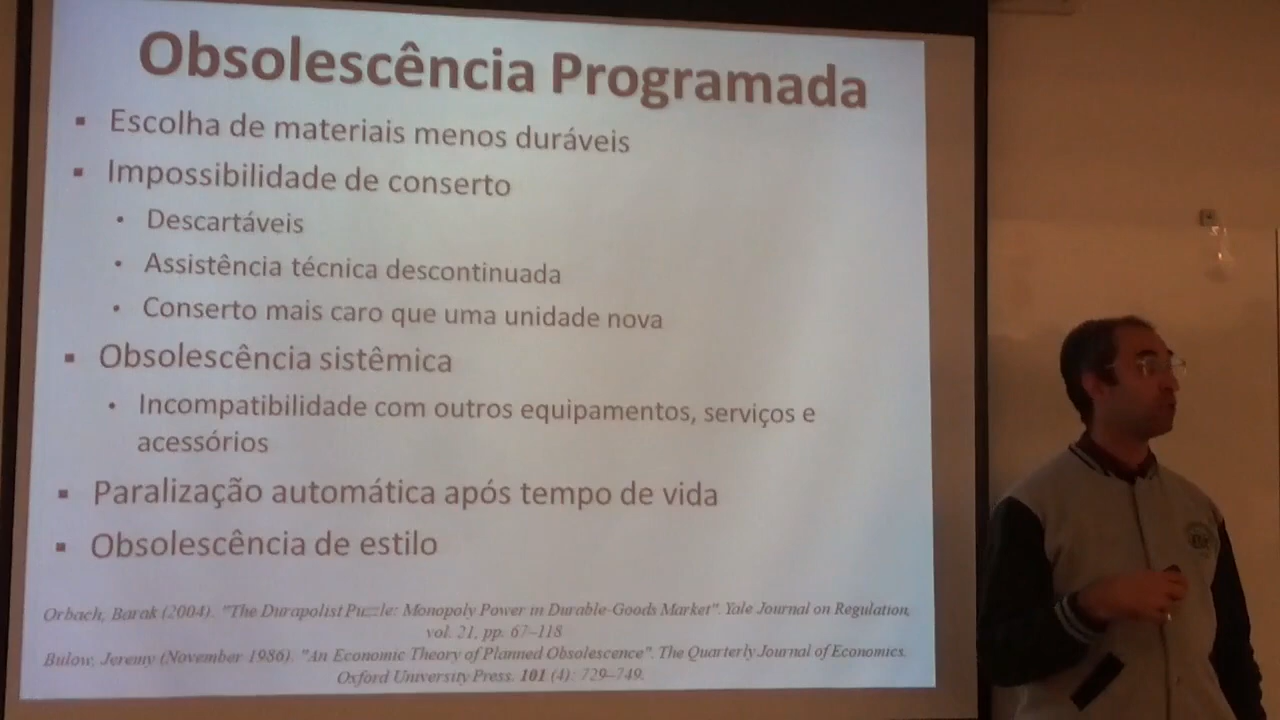 Obsolescência Programada
▪ Escolha de materiais menos duráveis
▪ Impossibilidade de conserto
• Descartáveis
• Assistência técnica descontinuada
• Conserto mais caro que uma unidade nova
▪ Obsolescência sistêmica
• Incompatibilidade com outros equipamentos, serviços e
acessórios
▪ Paralização automática após tempo de vida
▪ Obsolescência de estilo
Orbach, Barak (2004). "The Durapolist Puzzle: Monopoly Power in Durable-Goods Market". Yale Journal on Regulation,
vol. 21, pp. 67–118
Bulow, Jeremy (November 1986). "An Economic Theory of Planned Obsolescence". The Quarterly Journal of Economics.
Oxford University Press. 101 (4): 729–749.